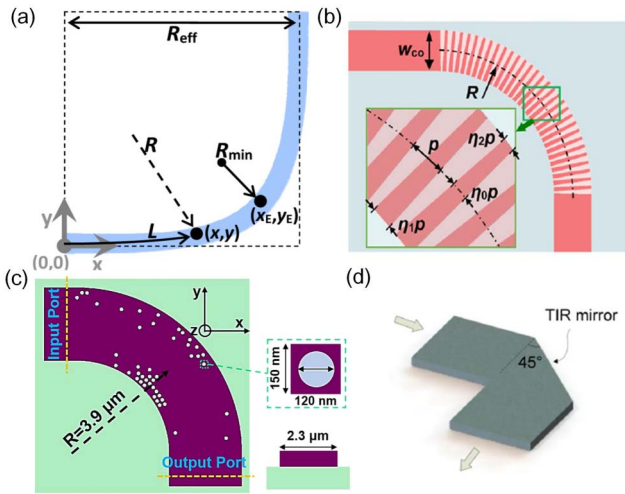 (a)
R_eff
R
R_min
(x_E,y_E)
y
L
(x,y)
(0,0)
x
(b)
w_co
R
η₂p
p
η₀p
η₁p
(c)
Input Port
y
z
x
R=3.9 μm
150 nm
120 nm
2.3 μm
Output Port
(d)
TIR mirror
45°